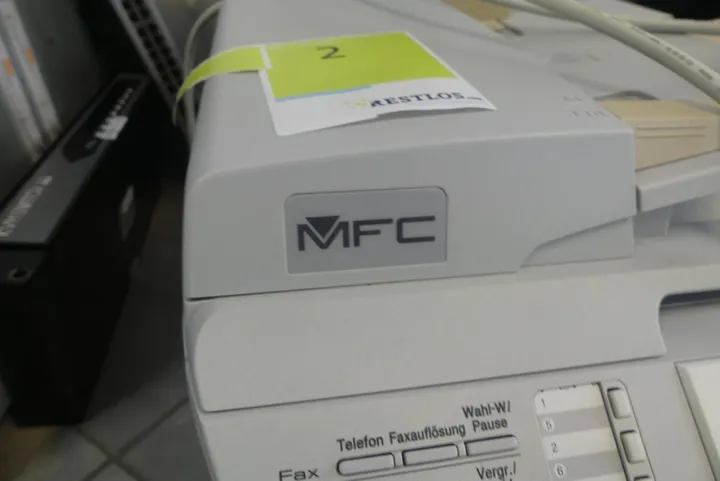 2
RESTLOS
MFC
Wahl-W/
Telefon Faxauflösung Pause
Fax
Vergr./
1
5
2
6